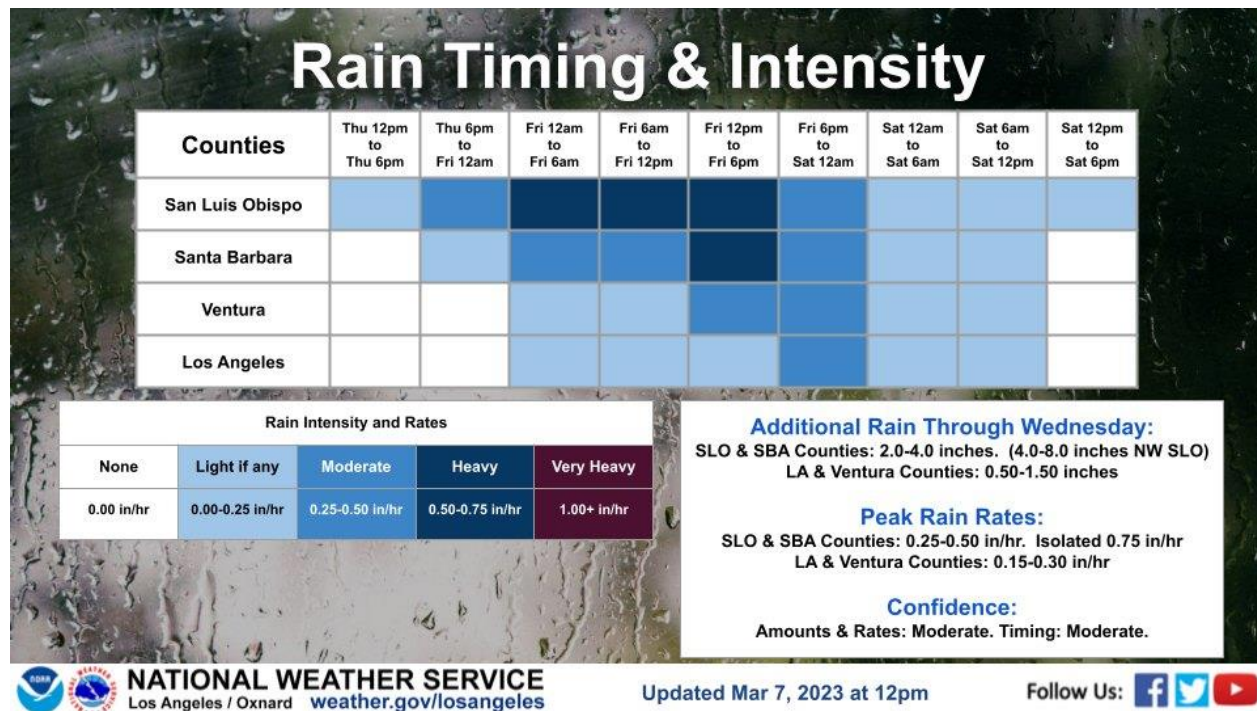 Rain Timing & Intensity
Counties
Thu 12pm
to
Thu 6pm
Thu 6pm
to
Fri 12am
Fri 12am
to
Fri 6am
Fri 6am
to
Fri 12pm
Fri 12pm
to
Fri 6pm
Fri 6pm
to
Sat 12am
Sat 12am
to
Sat 6am
Sat 6am
to
Sat 12pm
Sat 12pm
to
Sat 6pm
San Luis Obispo
Santa Barbara
Ventura
Los Angeles
Rain Intensity and Rates
None
Light if any
Moderate
Heavy
Very Heavy
0.00 in/hr
0.00-0.25 in/hr
0.25-0.50 in/hr
0.50-0.75 in/hr
1.00+ in/hr
Additional Rain Through Wednesday:
SLO & SBA Counties: 2.0-4.0 inches. (4.0-8.0 inches NW SLO)
LA & Ventura Counties: 0.50-1.50 inches
Peak Rain Rates:
SLO & SBA Counties: 0.25-0.50 in/hr. Isolated 0.75 in/hr
LA & Ventura Counties: 0.15-0.30 in/hr
Confidence:
Amounts & Rates: Moderate. Timing: Moderate.
NOAA
NATIONAL WEATHER SERVICE
Los Angeles / Oxnard weather.gov/losangeles
Updated Mar 7, 2023 at 12pm
Follow Us: